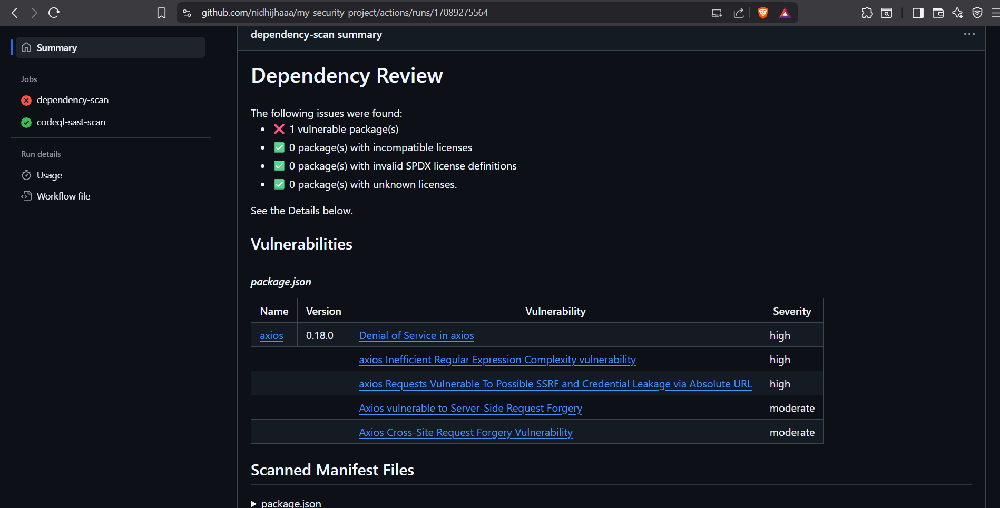 github.com/nidhijhaaa/my-security-project/actions/runs/17089275564
Summary
Jobs
dependency-scan
codeql-sast-scan
Run details
Usage
Workflow file
dependency-scan summary
Dependency Review
The following issues were found:
• ❌ 1 vulnerable package(s)
• ✅ 0 package(s) with incompatible licenses
• ✅ 0 package(s) with invalid SPDX license definitions
• ✅ 0 package(s) with unknown licenses.
See the Details below.
Vulnerabilities
package.json
Name Version Vulnerability Severity
axios 0.18.0 Denial of Service in axios high
axios Inefficient Regular Expression Complexity vulnerability high
axios Requests Vulnerable To Possible SSRF and Credential Leakage via Absolute URL high
Axios vulnerable to Server-Side Request Forgery moderate
Axios Cross-Site Request Forgery Vulnerability moderate
Scanned Manifest Files
▶ package.json